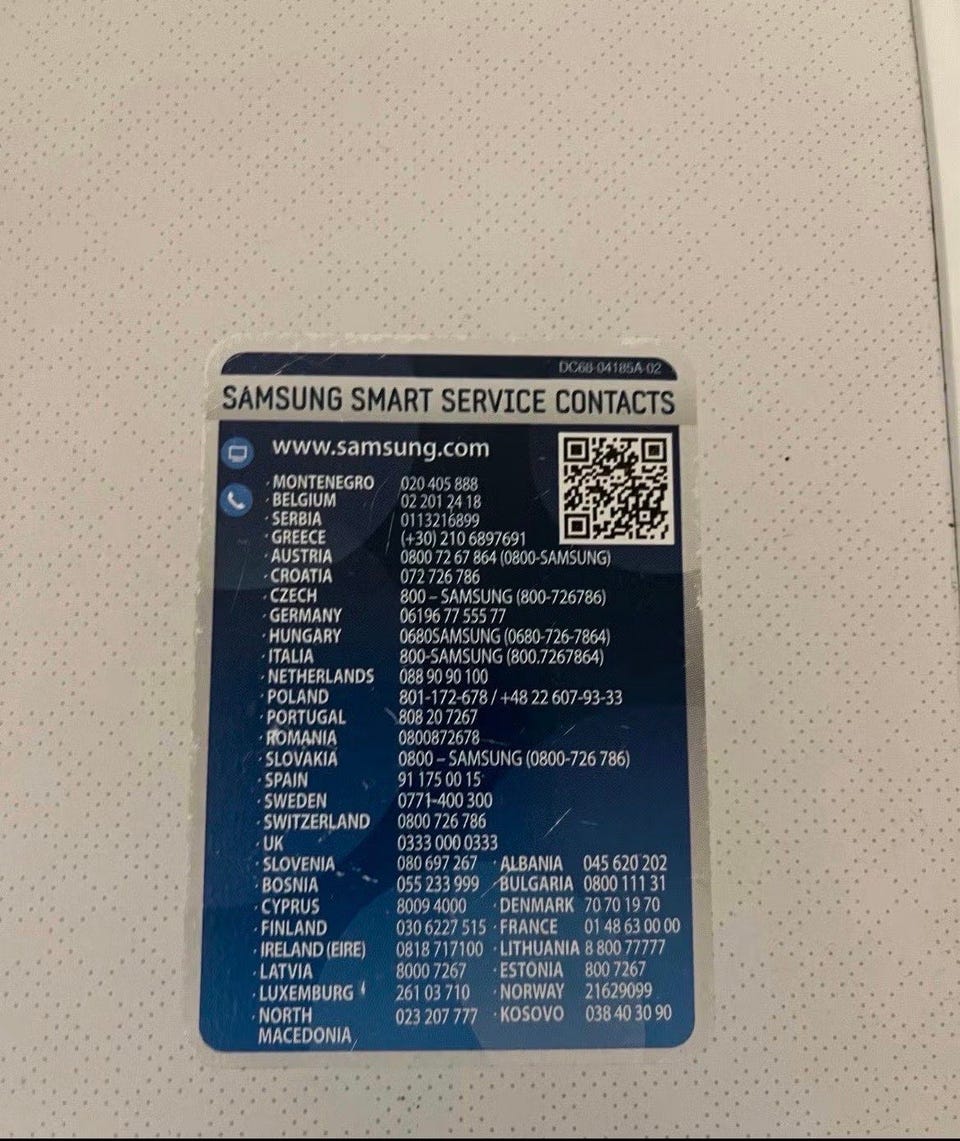 DC68-04185A-02
SAMSUNG SMART SERVICE CONTACTS
www.samsung.com
· MONTENEGRO 020 405 888
· BELGIUM 02 201 24 18
· SERBIA 0113216899
· GREECE (+30) 210 6897691
· AUSTRIA 0800 72 67 864 (0800-SAMSUNG)
· CROATIA 072 726 786
· CZECH 800 – SAMSUNG (800-726786)
· GERMANY 06196 77 555 77
· HUNGARY 0680SAMSUNG (0680-726-7864)
· ITALIA 800-SAMSUNG (800.7267864)
· NETHERLANDS 088 90 90 100
· POLAND 801-172-678 / +48 22 607-93-33
· PORTUGAL 808 20 7267
· ROMANIA 0800872678
· SLOVAKIA 0800 – SAMSUNG (0800-726 786)
· SPAIN 91 175 00 15
· SWEDEN 0771-400 300
· SWITZERLAND 0800 726 786
· UK 0333 000 0333
· SLOVENIA 080 697 267 · ALBANIA 045 620 202
· BOSNIA 055 233 999 · BULGARIA 0800 111 31
· CYPRUS 8009 4000 · DENMARK 70 70 19 70
· FINLAND 030 6227 515 · FRANCE 01 48 63 00 00
· IRELAND (EIRE) 0818 717100 · LITHUANIA 8 800 77777
· LATVIA 8000 7267 · ESTONIA 800 7267
· LUXEMBURG 261 03 710 · NORWAY 21629099
· NORTH 023 207 777 · KOSOVO 038 40 30 90
MACEDONIA